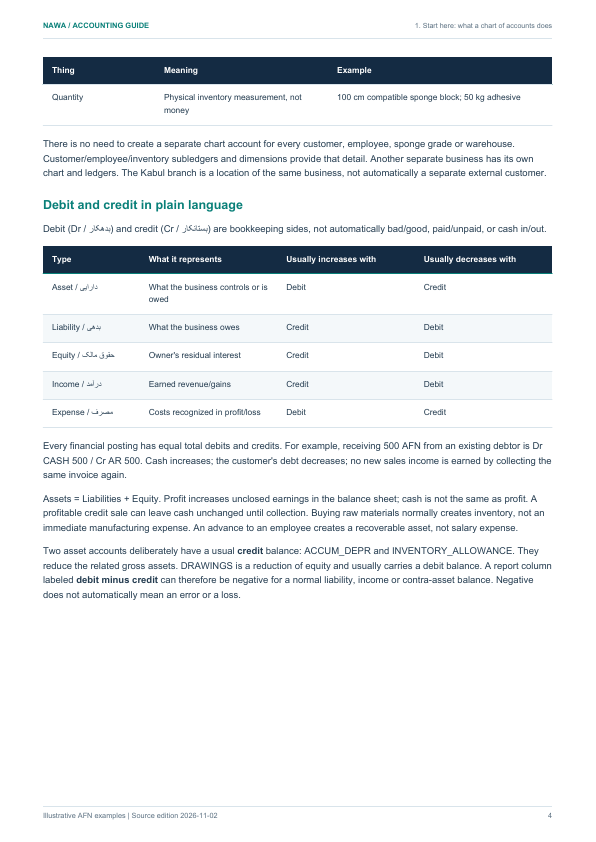 NAWA / ACCOUNTING GUIDE
1. Start here: what a chart of accounts does
Thing Meaning Example
Quantity Physical inventory measurement, not 100 cm compatible sponge block; 50 kg adhesive
money
There is no need to create a separate chart account for every customer, employee, sponge grade or warehouse.
Customer/employee/inventory subledgers and dimensions provide that detail. Another separate business has its own
chart and ledgers. The Kabul branch is a location of the same business, not automatically a separate external customer.
Debit and credit in plain language
Debit (Dr / بدهکار) and credit (Cr / بستانکار) are bookkeeping sides, not automatically bad/good, paid/unpaid, or cash in/out.
Type What it represents Usually increases with Usually decreases with
Asset / دارایی What the business controls or is Debit Credit
owed
Liability / بدهی What the business owes Credit Debit
Equity / حقوق مالک Owner's residual interest Credit Debit
Income / درآمد Earned revenue/gains Credit Debit
Expense / مصرف Costs recognized in profit/loss Debit Credit
Every financial posting has equal total debits and credits. For example, receiving 500 AFN from an existing debtor is Dr
CASH 500 / Cr AR 500. Cash increases; the customer's debt decreases; no new sales income is earned by collecting the
same invoice again.
Assets = Liabilities + Equity. Profit increases unclosed earnings in the balance sheet; cash is not the same as profit. A
profitable credit sale can leave cash unchanged until collection. Buying raw materials normally creates inventory, not an
immediate manufacturing expense. An advance to an employee creates a recoverable asset, not salary expense.
Two asset accounts deliberately have a usual credit balance: ACCUM_DEPR and INVENTORY_ALLOWANCE. They
reduce the related gross assets. DRAWINGS is a reduction of equity and usually carries a debit balance. A report column
labeled debit minus credit can therefore be negative for a normal liability, income or contra-asset balance. Negative
does not automatically mean an error or a loss.
Illustrative AFN examples | Source edition 2026-11-02
4